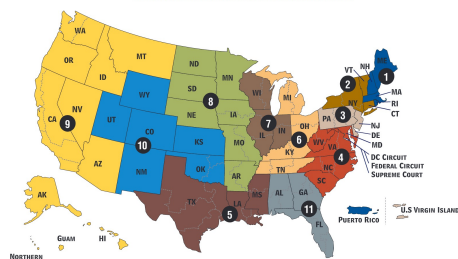 WA
MT
ND
MN
OR
ID
SD
WI
MI
VT
NH
ME
1
2
NY
MA
RI
CT
WY
8
NV
CA
9
UT
CO
10
NE
IA
7
IL
IN
OH
6
PA
3
NJ
DE
MD
WV
VA
DC CIRCUIT
FEDERAL CIRCUIT
SUPREME COURT
KS
MO
KY
4
AZ
NM
OK
AR
TN
NC
SC
TX
LA
5
MS
AL
GA
11
FL
AK
GUAM
HI
NORTHERN
PUERTO RICO
U.S VIRGIN ISLAND